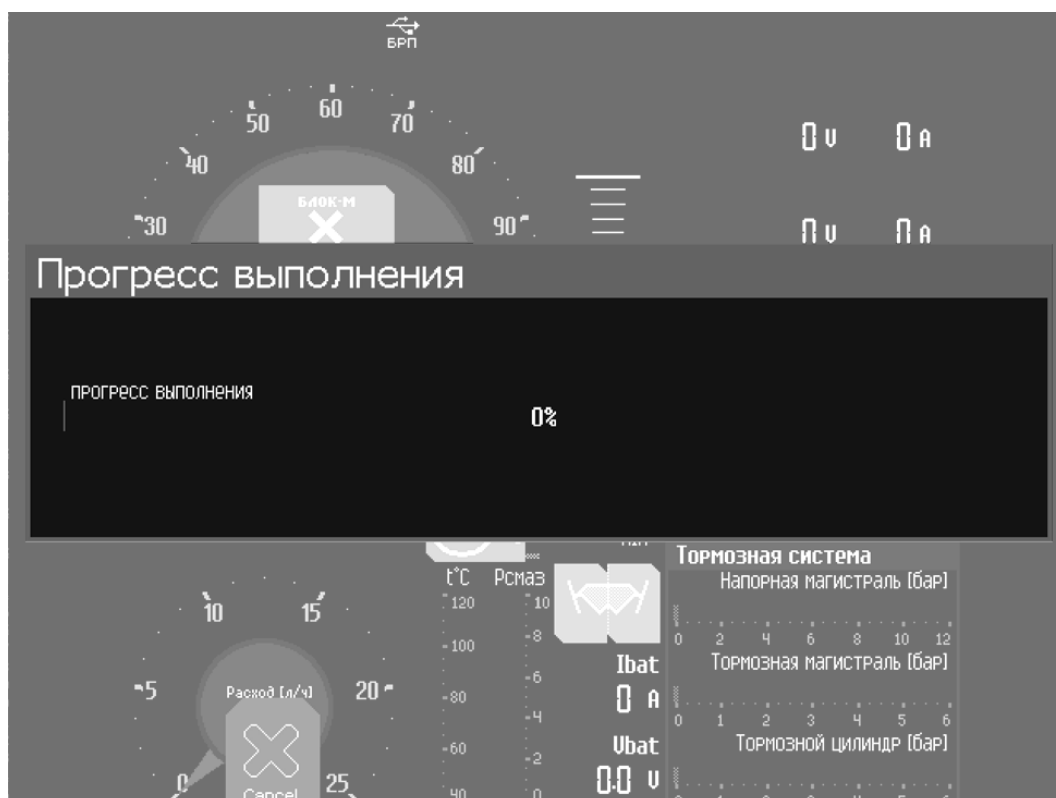 БРП
50 60 70
40 80
30 90
БЛОК-М
0 V 0 A
0 V 0 A
Прогресс выполнения
ПРОГРЕСС ВЫПОЛНЕНИЯ
0%
Тормозная система
t°C Pсмаз
Напорная магистраль [бар]
10 15
120 10
0 2 4 6 8 10 12
100 8
Ibat
Тормозная магистраль [бар]
5 Расход [л/ч] 20
80 6
0 A
4
0 1 2 3 4 5 6
60 2
Vbat
Тормозной цилиндр [бар]
0 25
Cancel
40 0
0.0 V